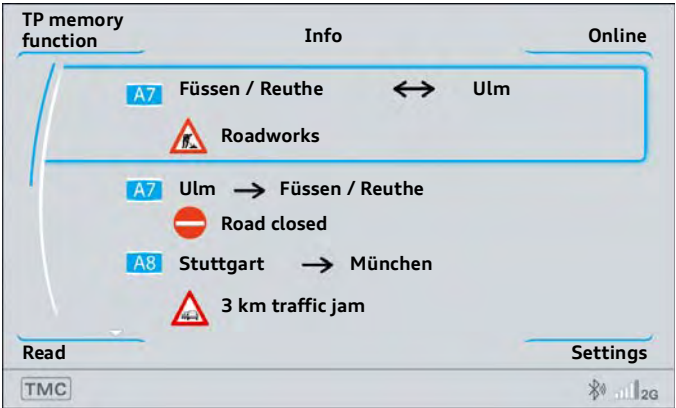 TP memory
function
Info
Online
A7 Füssen / Reuthe ↔ Ulm
Roadworks
A7 Ulm → Füssen / Reuthe
Road closed
A8 Stuttgart → München
3 km traffic jam
Read
Settings
TMC
2G